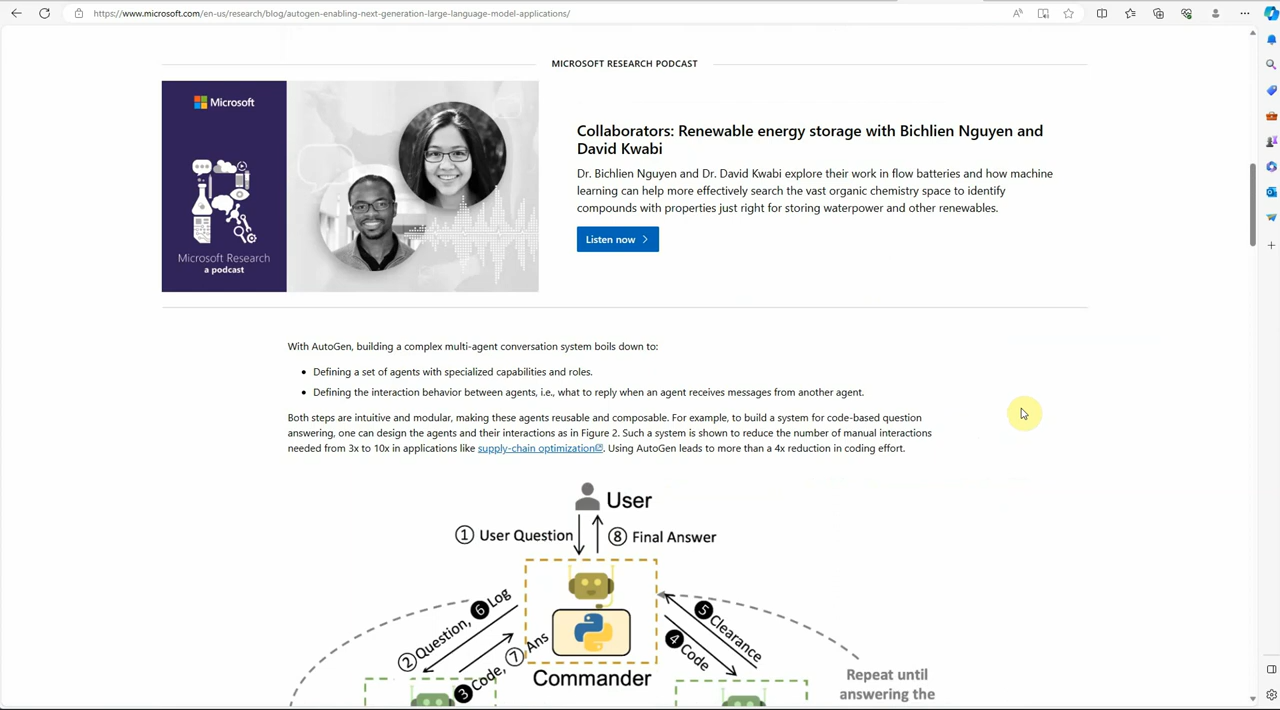 https://www.microsoft.com/en-us/research/blog/autogen-enabling-next-generation-large-language-model-applications/
MICROSOFT RESEARCH PODCAST
Microsoft
Microsoft Research
a podcast
Collaborators: Renewable energy storage with Bichlien Nguyen and
David Kwabi
Dr. Bichlien Nguyen and Dr. David Kwabi explore their work in flow batteries and how machine
learning can help more effectively search the vast organic chemistry space to identify
compounds with properties just right for storing waterpower and other renewables.
Listen now
With AutoGen, building a complex multi-agent conversation system boils down to:
• Defining a set of agents with specialized capabilities and roles.
• Defining the interaction behavior between agents, i.e., what to reply when an agent receives messages from another agent.
Both steps are intuitive and modular, making these agents reusable and composable. For example, to build a system for code-based question
answering, one can design the agents and their interactions as in Figure 2. Such a system is shown to reduce the number of manual interactions
needed from 3x to 10x in applications like supply-chain optimization. Using AutoGen leads to more than a 4x reduction in coding effort.
User
① User Question
⑧ Final Answer
② Question, ❻ Log
❸ Code, ⑦ Ans
❺ Clearance
❹ Code
Commander
Repeat until
answering the